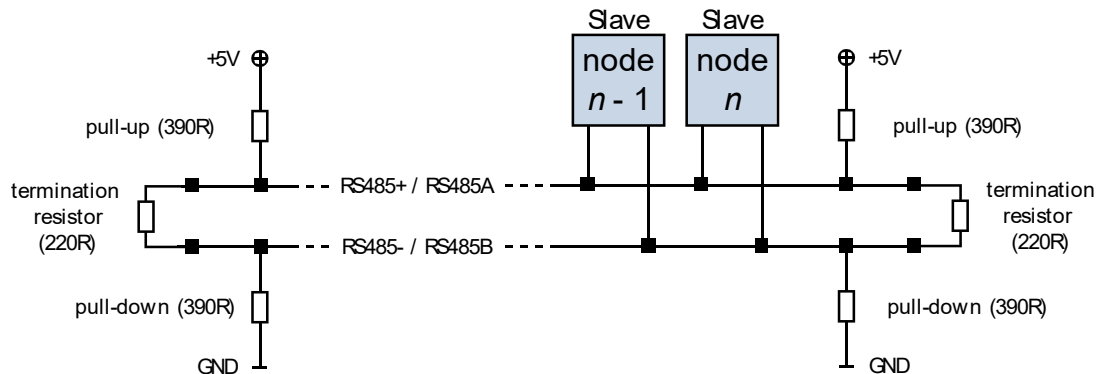 Slave
Slave
node
n - 1
node
n
+5V
+5V
pull-up (390R)
pull-up (390R)
termination
resistor
(220R)
RS485+ / RS485A
termination
resistor
(220R)
RS485- / RS485B
pull-down (390R)
pull-down (390R)
GND
GND